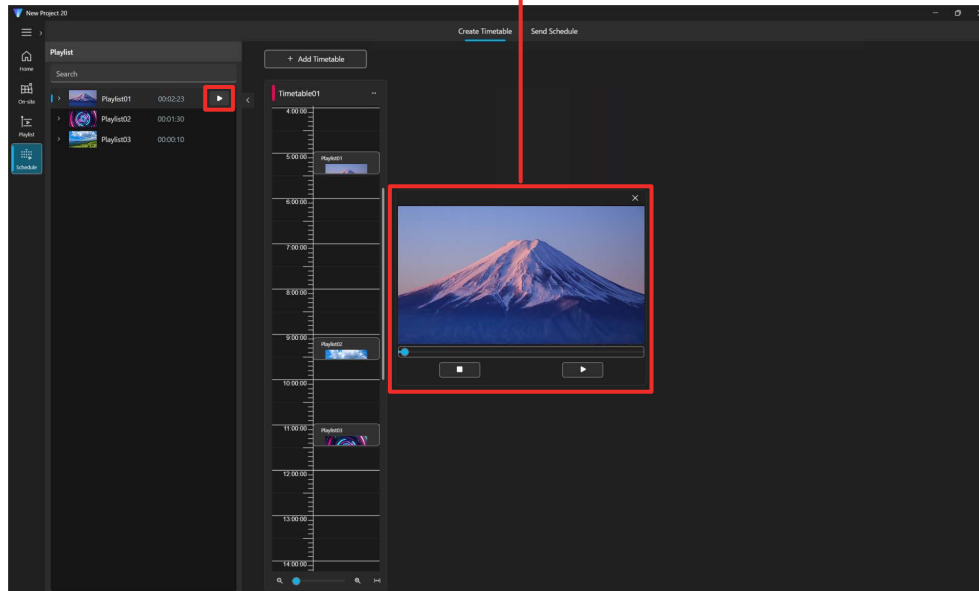 New Project 20
Create Timetable
Send Schedule
Home
On-site
Playlist
Schedule
Playlist
Search
Playlist01 00:02:23
Playlist02 00:01:30
Playlist03 00:00:10
+ Add Timetable
Timetable01
4:00:00
5:00:00
Playlist01
6:00:00
7:00:00
8:00:00
9:00:00
Playlist02
10:00:00
11:00:00
Playlist03
12:00:00
13:00:00
14:00:00